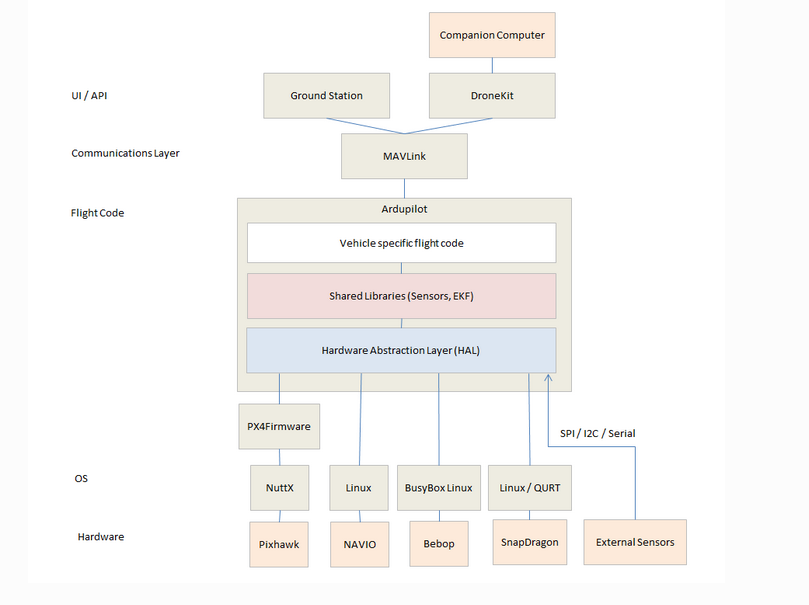 Companion Computer
UI / API
Ground Station
DroneKit
Communications Layer
MAVLink
Flight Code
Ardupilot
Vehicle specific flight code
Shared Libraries (Sensors, EKF)
Hardware Abstraction Layer (HAL)
PX4Firmware
SPI / I2C / Serial
OS
NuttX
Linux
BusyBox Linux
Linux / QURT
Hardware
Pixhawk
NAVIO
Bebop
SnapDragon
External Sensors